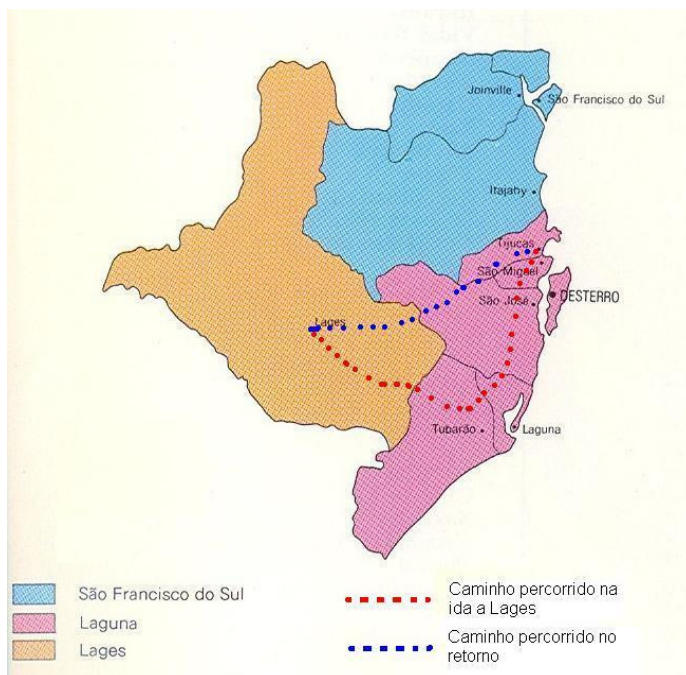 Joinville
São Francisco do Sul
Itajahy
Tijucas
São Miguel
São José
DESTERRO
Lages
Tubarão
Laguna
São Francisco do Sul
Laguna
Lages
Caminho percorrido na
ida a Lages
Caminho percorrido no
retorno